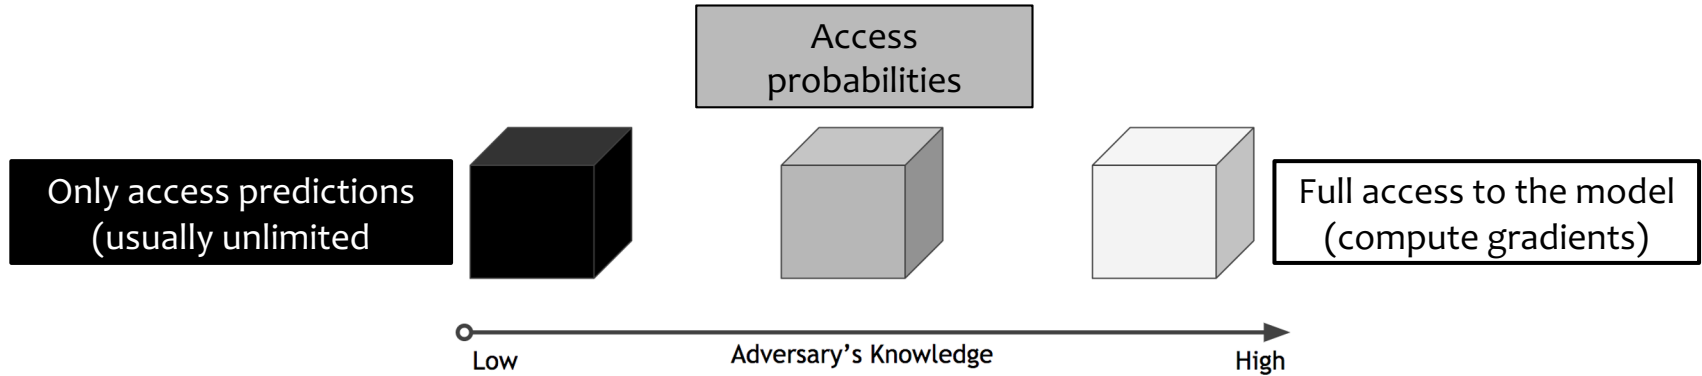 Access
probabilities
Only access predictions
(usually unlimited
Full access to the model
(compute gradients)
Low
Adversary's Knowledge
High